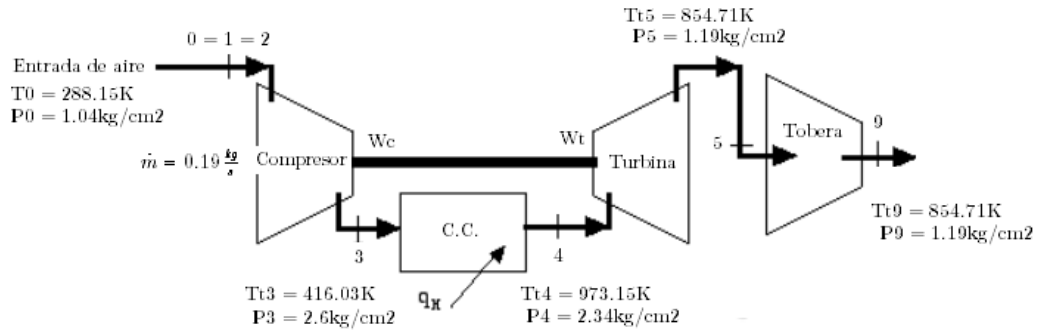 Tt5 = 854.71K
P5 = 1.19kg/cm2
0 = 1 = 2
Entrada de aire
T0 = 288.15K
P0 = 1.04kg/cm2
ṁ = 0.19 kg/s
Compresor
Wc
Wt
Turbina
5
Tobera
9
C.C.
3
4
Tt9 = 854.71K
P9 = 1.19kg/cm2
Tt3 = 416.03K
P3 = 2.6kg/cm2
qH
Tt4 = 973.15K
P4 = 2.34kg/cm2